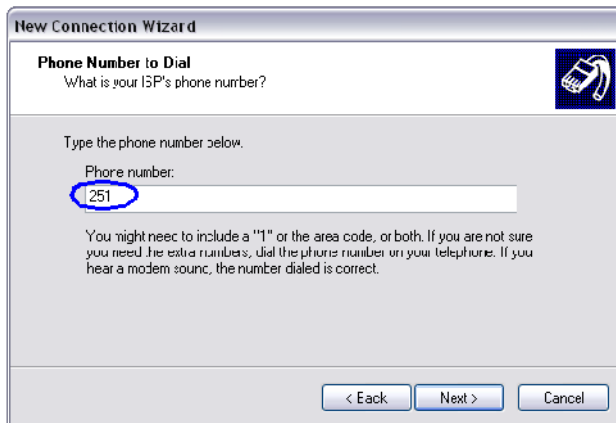 New Connection Wizard
Phone Number to Dial
What is your ISP's phone number?
Type the phone number below.
Phone number:
251
You might need to include a "1" or the area code, or both. If you are not sure
you need the extra numbers, dial the phone number on your telephone. If you
hear a modem sound, the number dialed is correct.
< Back
Next >
Cancel